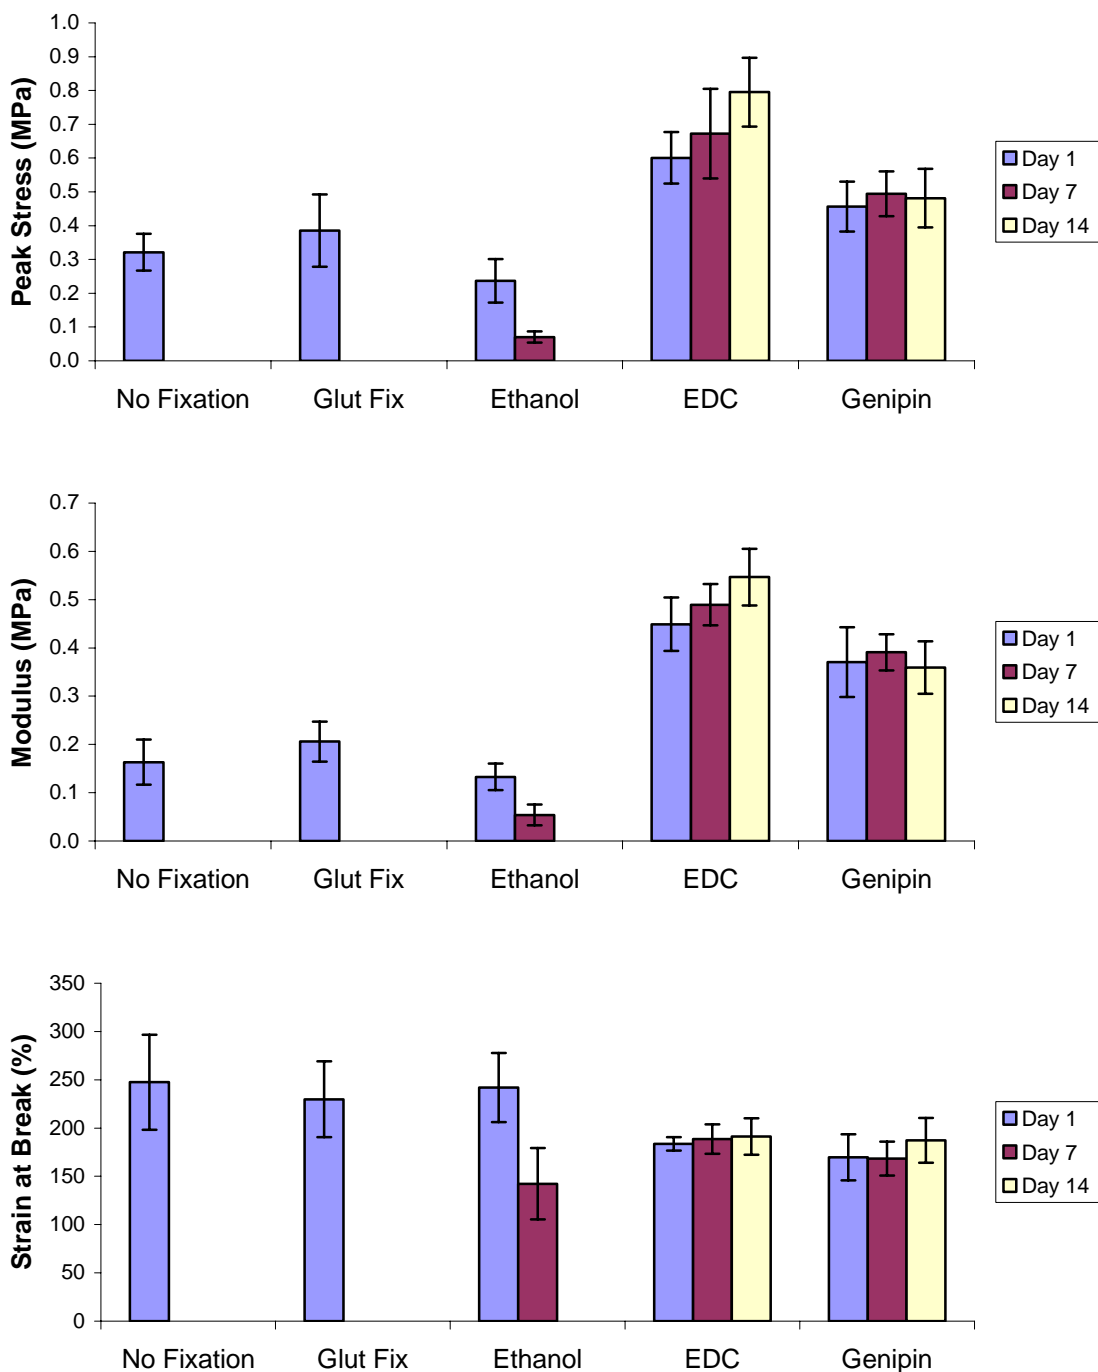 Peak Stress (MPa)
1.0
0.9
0.8
0.7
0.6
0.5
0.4
0.3
0.2
0.1
0.0
No Fixation Glut Fix Ethanol EDC Genipin
Day 1
Day 7
Day 14
Modulus (MPa)
0.7
0.6
0.5
0.4
0.3
0.2
0.1
0.0
No Fixation Glut Fix Ethanol EDC Genipin
Day 1
Day 7
Day 14
Strain at Break (%)
350
300
250
200
150
100
50
0
No Fixation Glut Fix Ethanol EDC Genipin
Day 1
Day 7
Day 14